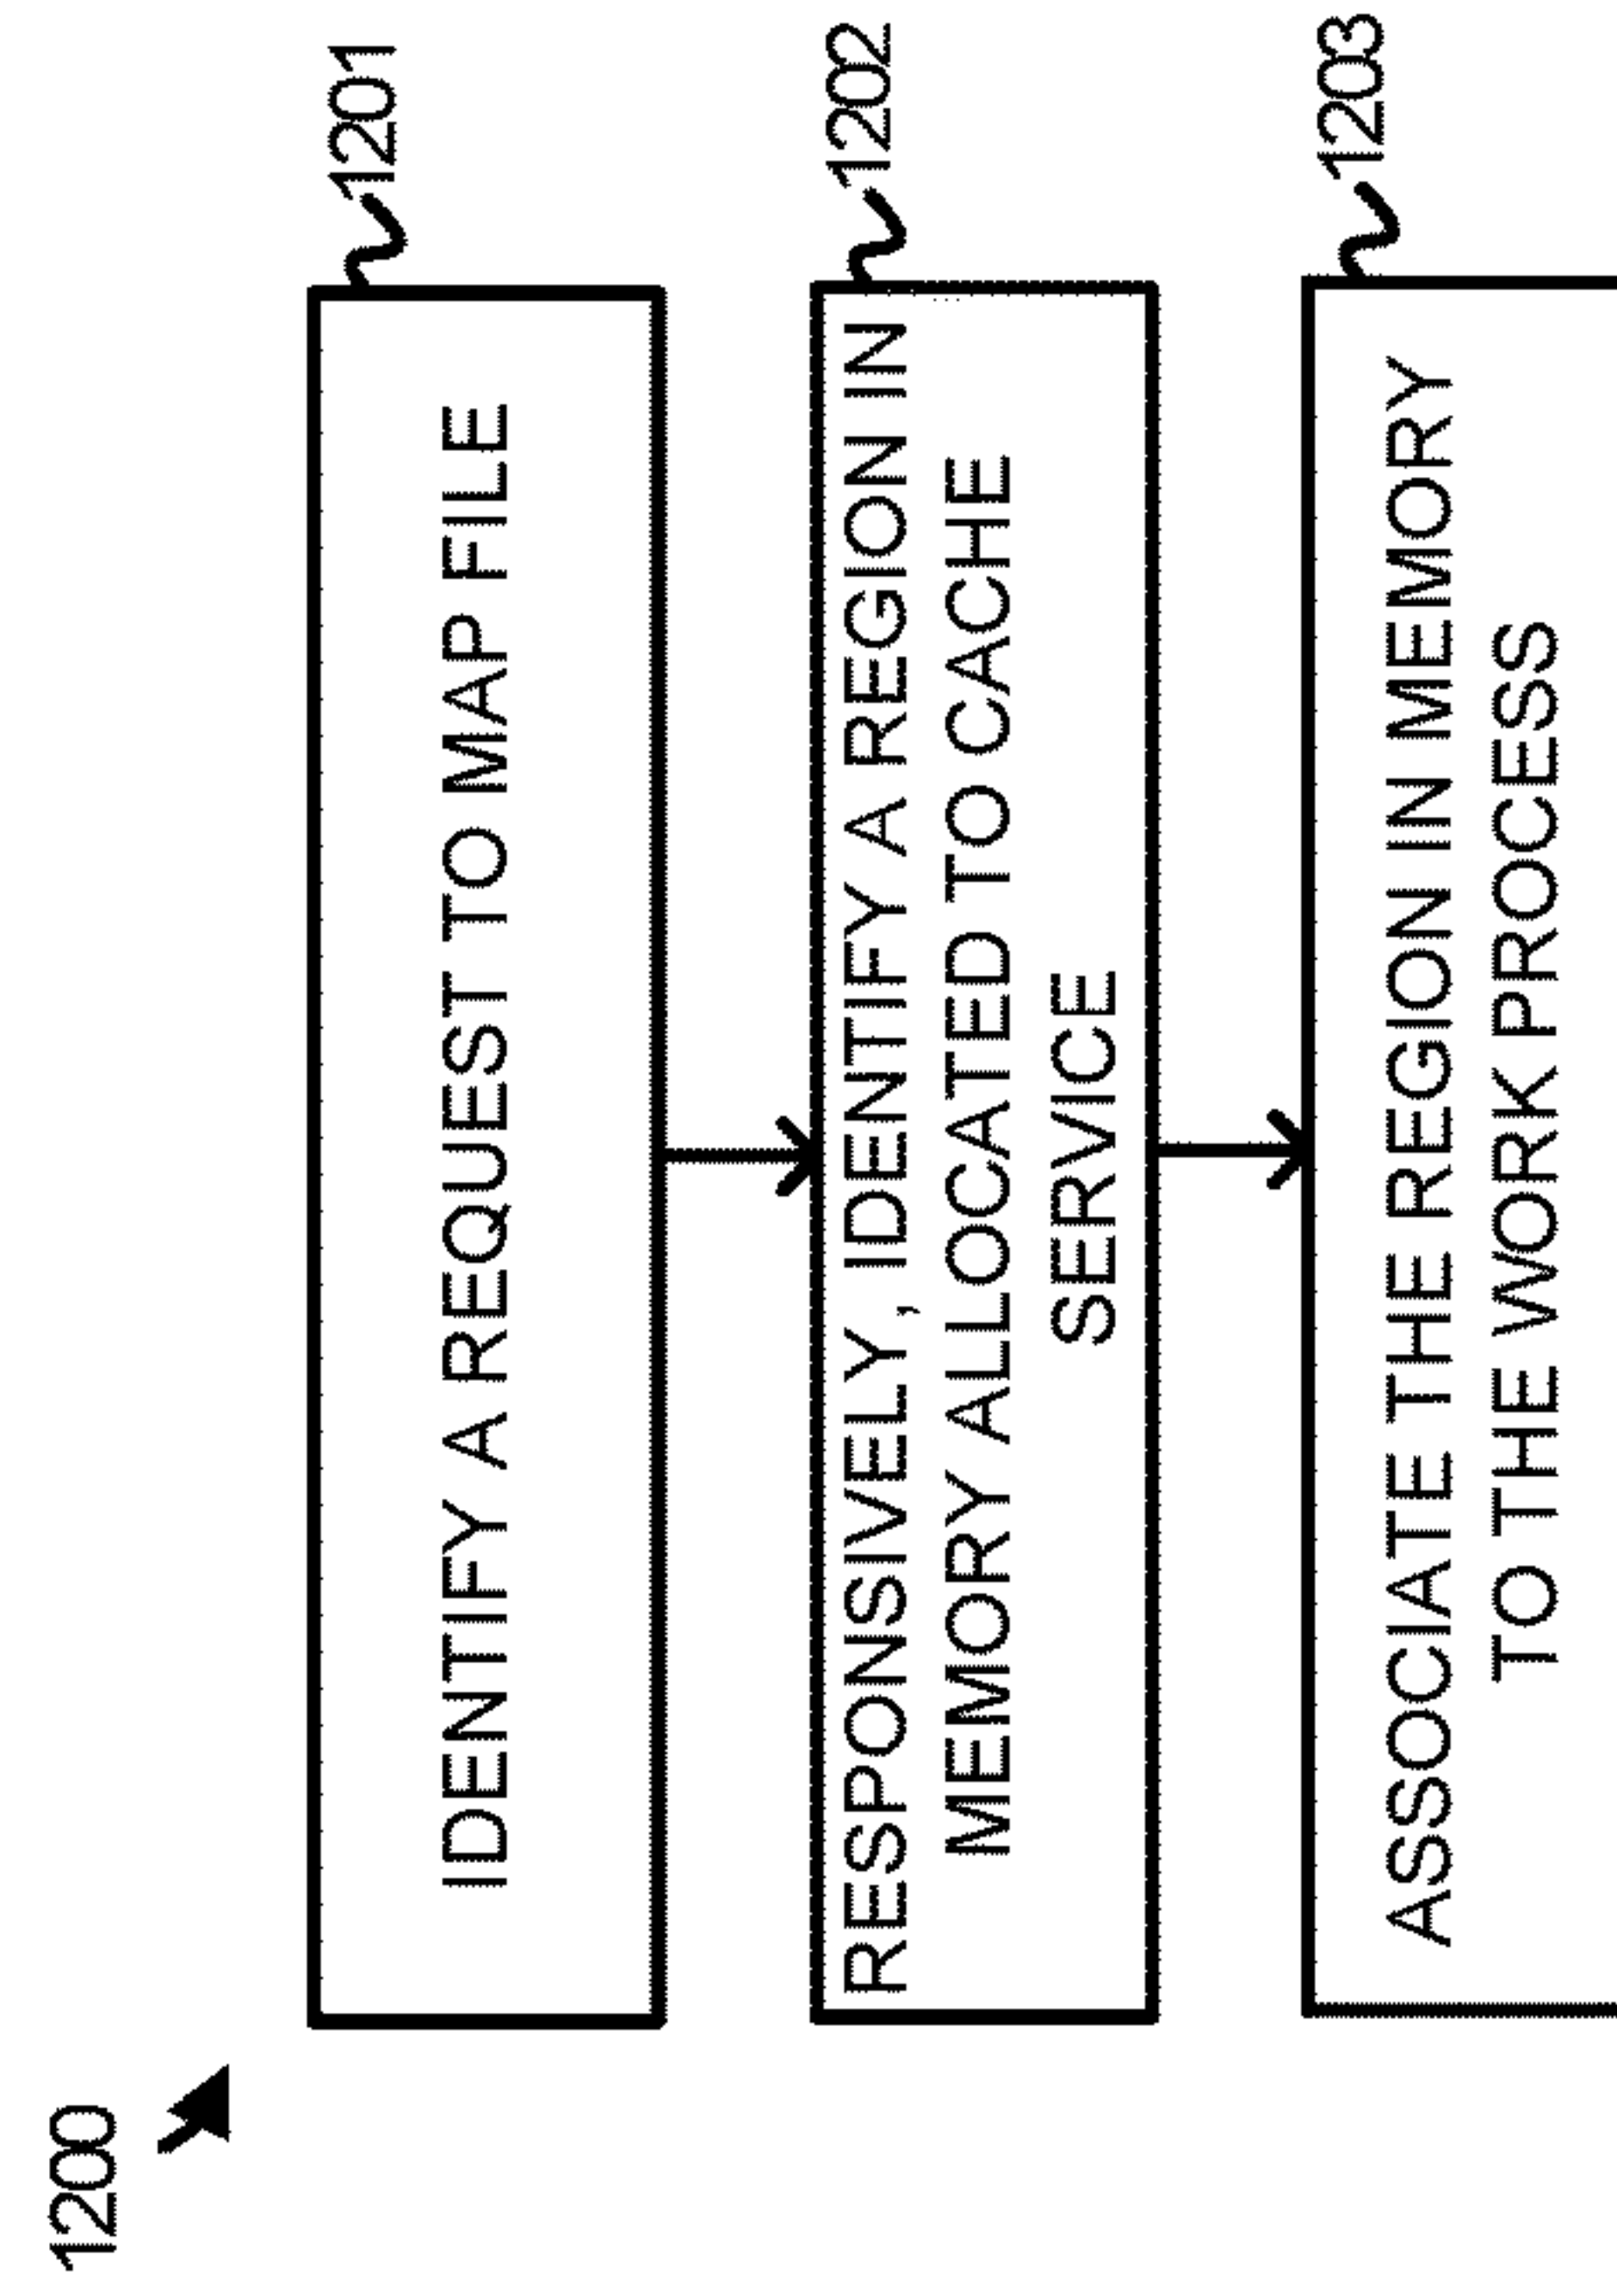 1200
1201
IDENTIFY A REQUEST TO MAP FILE
1202
RESPONSIVELY, IDENTIFY A REGION IN
MEMORY ALLOCATED TO CACHE
SERVICE
1203
ASSOCIATE THE REGION IN MEMORY
TO THE WORK PROCESS